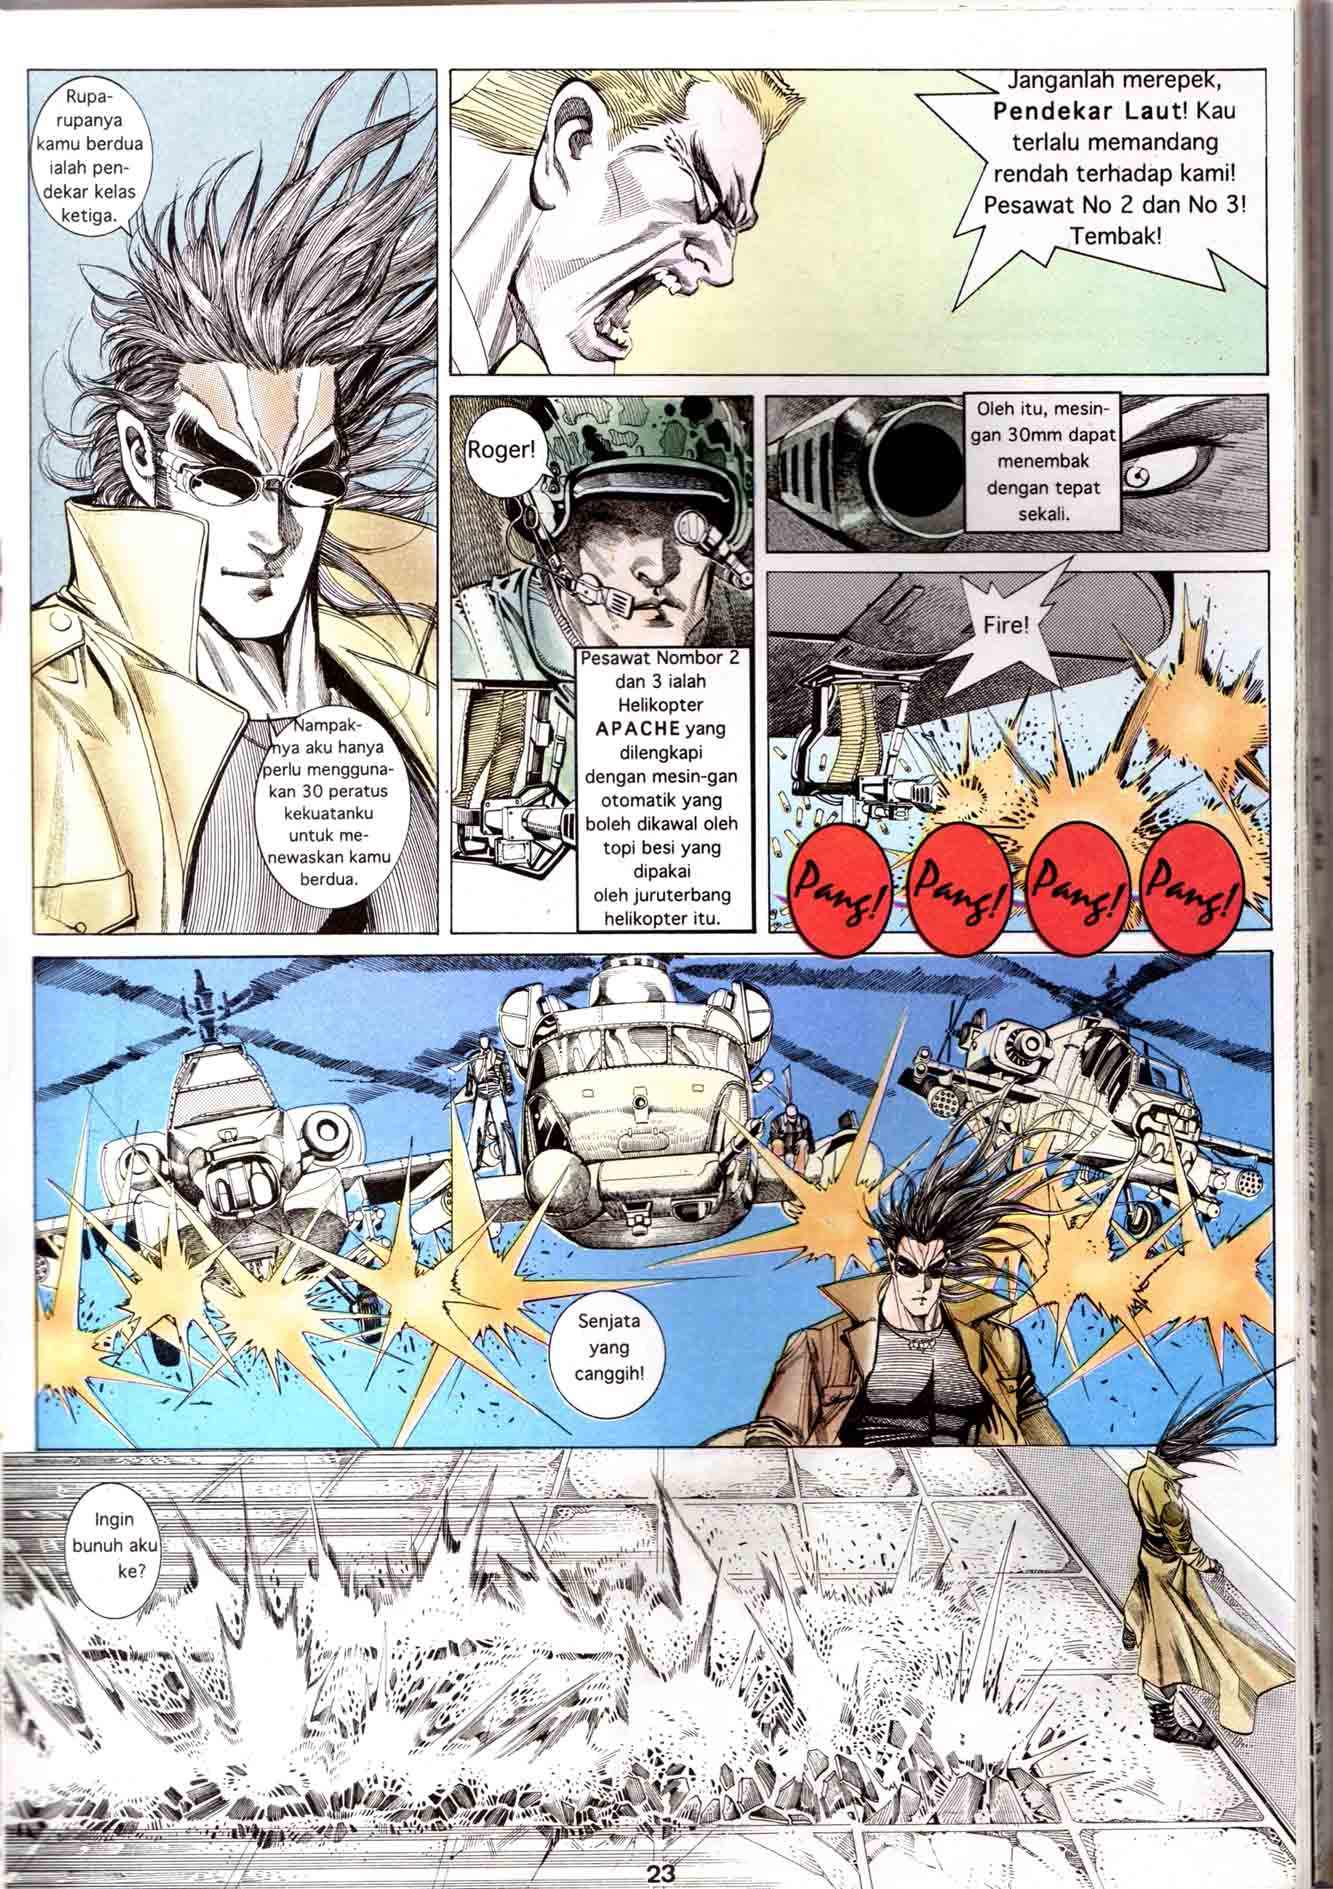 Rupa-
rupanya
kamu berdua
ialah pen-
dekar kelas
ketiga.
Nampak-
nya aku hanya
perlu mengguna-
kan 30 peratus
kekuatanku
untuk me-
newaskan kamu
berdua.
Janganlah merepek,
Pendekar Laut! Kau
terlalu memandang
rendah terhadap kami!
Pesawat No 2 dan No 3!
Tembak!
Roger!
Pesawat Nombor 2
dan 3 ialah
Helikopter
APACHE yang
dilengkapi
dengan mesin-gan
otomatik yang
boleh dikawal oleh
topi besi yang
dipakai
oleh juruterbang
helikopter itu.
Oleh itu, mesin-
gan 30mm dapat
menembak
dengan tepat
sekali.
Fire!
Pang! Pang! Pang! Pang!
Senjata
yang
canggih!
Ingin
bunuh aku
ke?
23